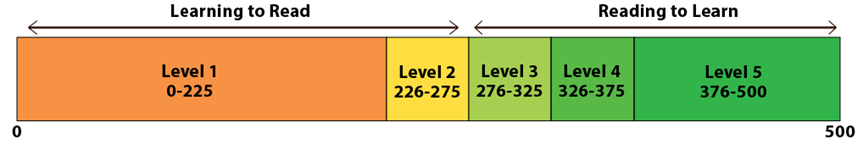 Learning to Read
Reading to Learn
Level 1
0-225
Level 2
226-275
Level 3
276-325
Level 4
326-375
Level 5
376-500
0
500